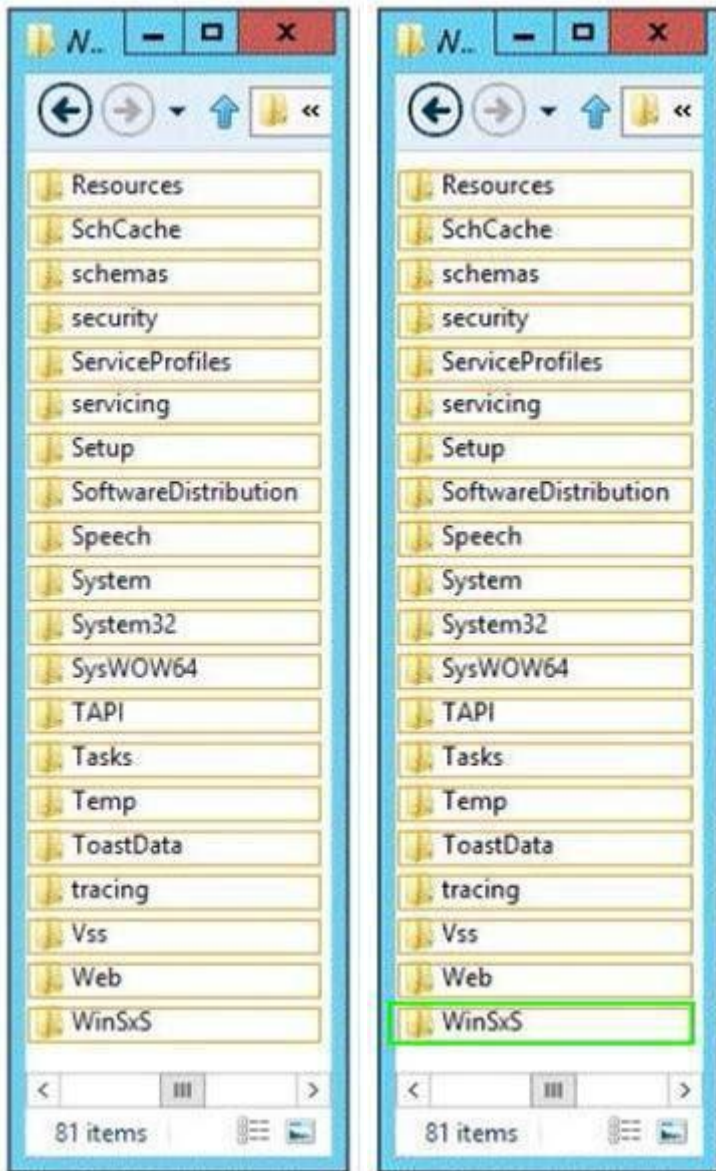 N...
«
Resources
SchCache
schemas
security
ServiceProfiles
servicing
Setup
SoftwareDistribution
Speech
System
System32
SysWOW64
TAPI
Tasks
Temp
ToastData
tracing
Vss
Web
WinSxS
81 items
N...
«
Resources
SchCache
schemas
security
ServiceProfiles
servicing
Setup
SoftwareDistribution
Speech
System
System32
SysWOW64
TAPI
Tasks
Temp
ToastData
tracing
Vss
Web
WinSxS
81 items